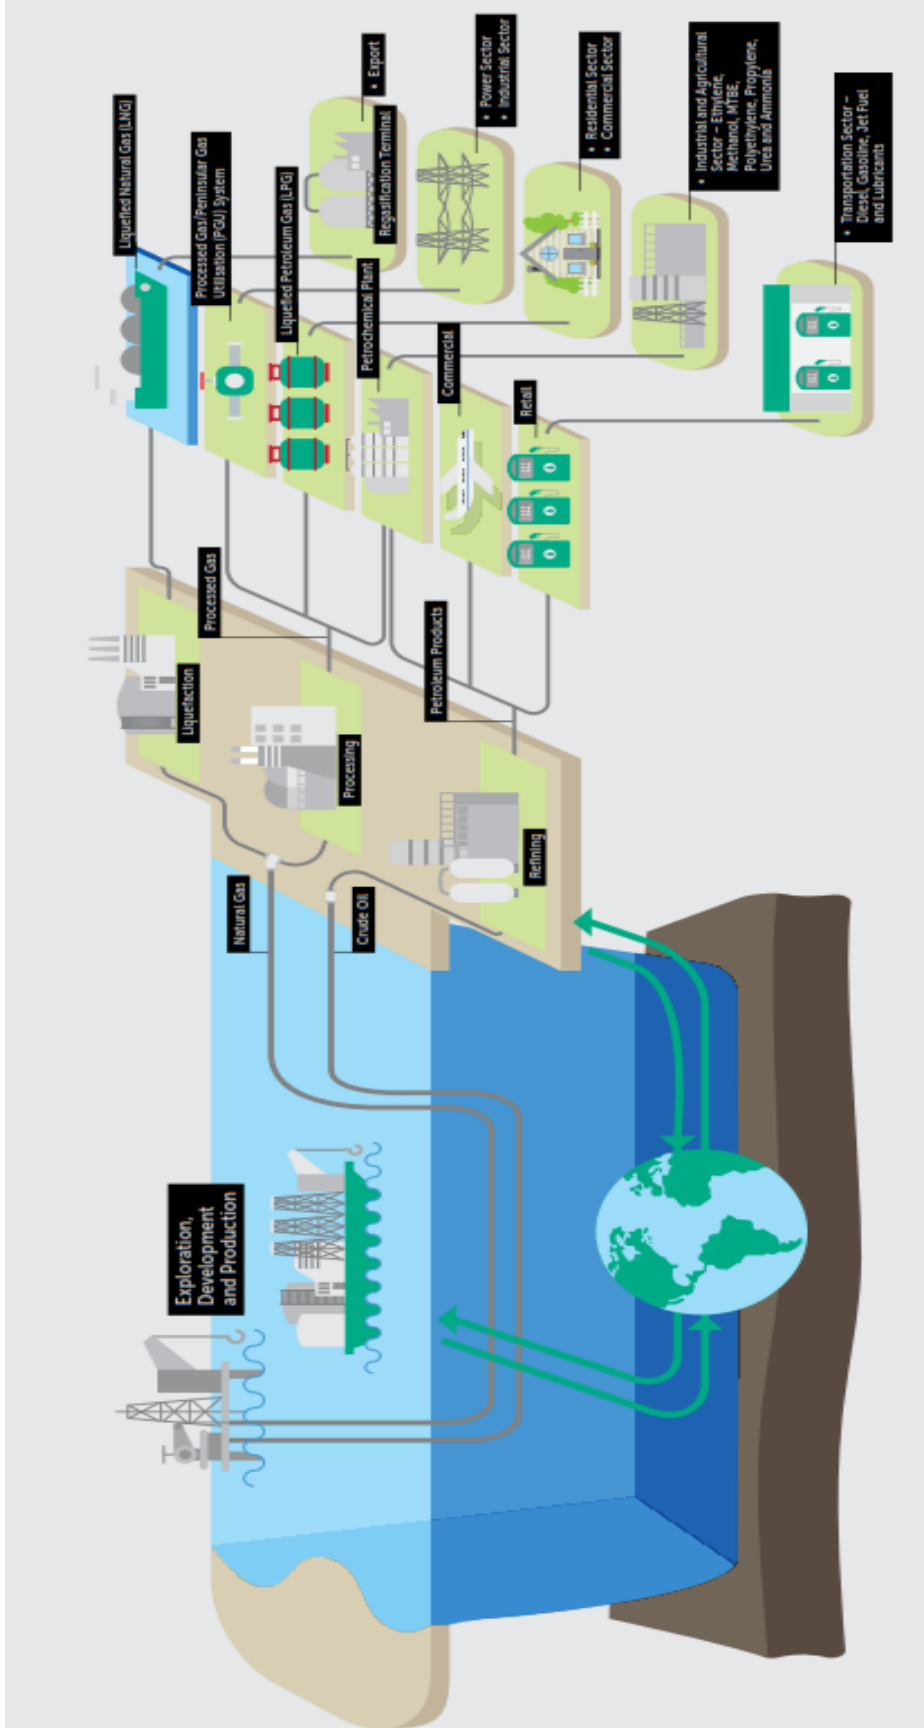 Exploration,
Development
and Production
Natural Gas
Crude Oil
Liquefaction
Processing
Refining
Processed Gas
Petroleum Products
Liquefied Natural Gas (LNG)
Processed Gas/Peninsular Gas
Utilisation (PGU) System
Liquefied Petroleum Gas (LPG)
Petrochemical Plant
Commercial
Retail
• Export
Regasification Terminal
• Power Sector
• Industrial Sector
• Residential Sector
• Commercial Sector
• Industrial and Agricultural
Sector – Ethylene,
Methanol, MTBE,
Polyethylene, Propylene,
Urea and Ammonia
• Transportation Sector –
Diesel, Gasoline, Jet Fuel
and Lubricants